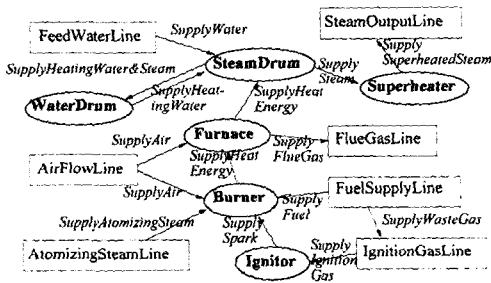 SteamOutputLine
FeedWaterLine
SupplyWater
Supply
SuperheatedSteam
SteamDrum
Supply
Steam
SupplyHeatingWater&Steam
Superheater
SupplyHeat-
ingWater
WaterDrum
SupplyHeat
Energy
SupplyAir
Furnace
FlueGasLine
Supply
FlueGas
SupplyHeat
Energy
AirFlowLine
FuelSupplyLine
SupplyAir
Burner
Supply
Fuel
SupplyWasteGas
SupplyAtomizingSteam
Supply
Spark
AtomizingSteamLine
Supply
Ignition
Gas
IgnitionGasLine
Ignitor